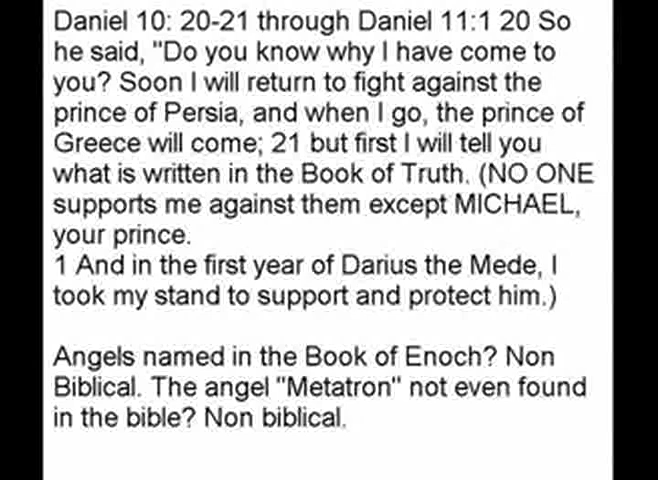 Daniel 10: 20-21 through Daniel 11:1 20 So
he said, "Do you know why I have come to
you? Soon I will return to fight against the
prince of Persia, and when I go, the prince of
Greece will come; 21 but first I will tell you
what is written in the Book of Truth. (NO ONE
supports me against them except MICHAEL,
your prince.
1 And in the first year of Darius the Mede, I
took my stand to support and protect him.)

Angels named in the Book of Enoch? Non
Biblical. The angel "Metatron" not even found
in the bible? Non biblical.